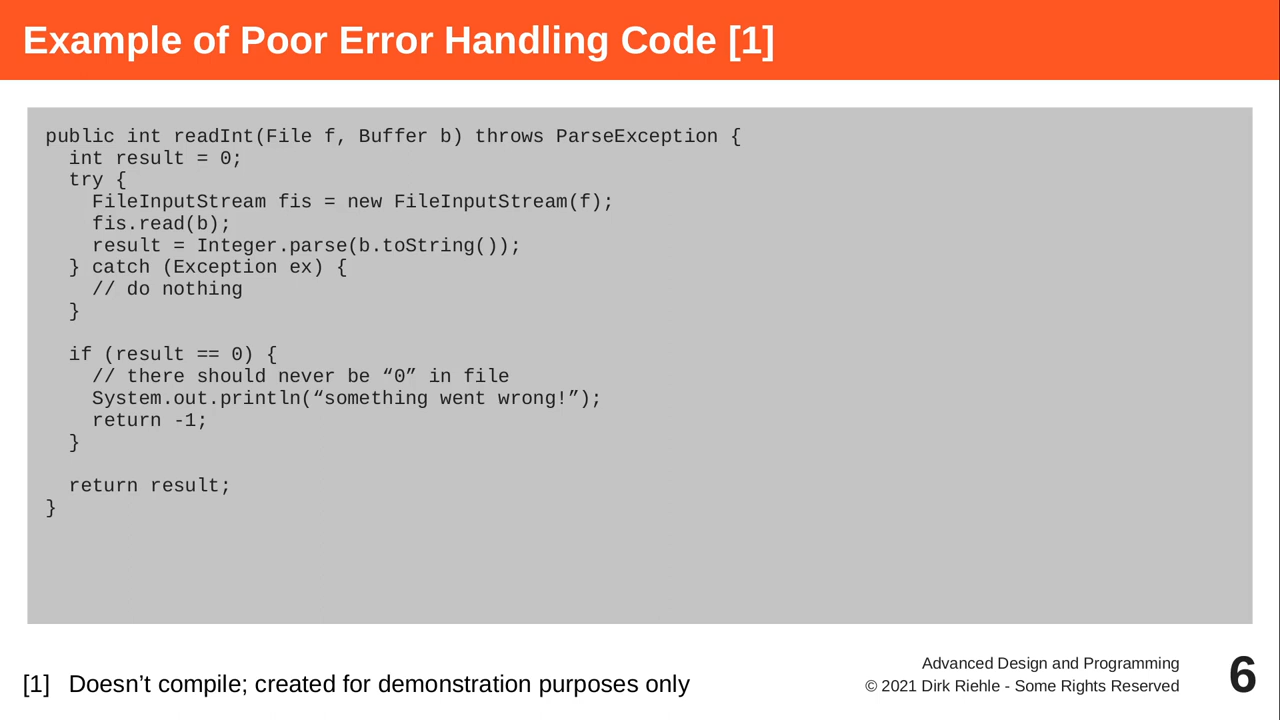 Example of Poor Error Handling Code [1]
public int readInt(File f, Buffer b) throws ParseException {
  int result = 0;
  try {
    FileInputStream fis = new FileInputStream(f);
    fis.read(b);
    result = Integer.parse(b.toString());
  } catch (Exception ex) {
    // do nothing
  }

  if (result == 0) {
    // there should never be “0” in file
    System.out.println(“something went wrong!”);
    return -1;
  }

  return result;
}
[1] Doesn’t compile; created for demonstration purposes only
Advanced Design and Programming
© 2021 Dirk Riehle - Some Rights Reserved
6